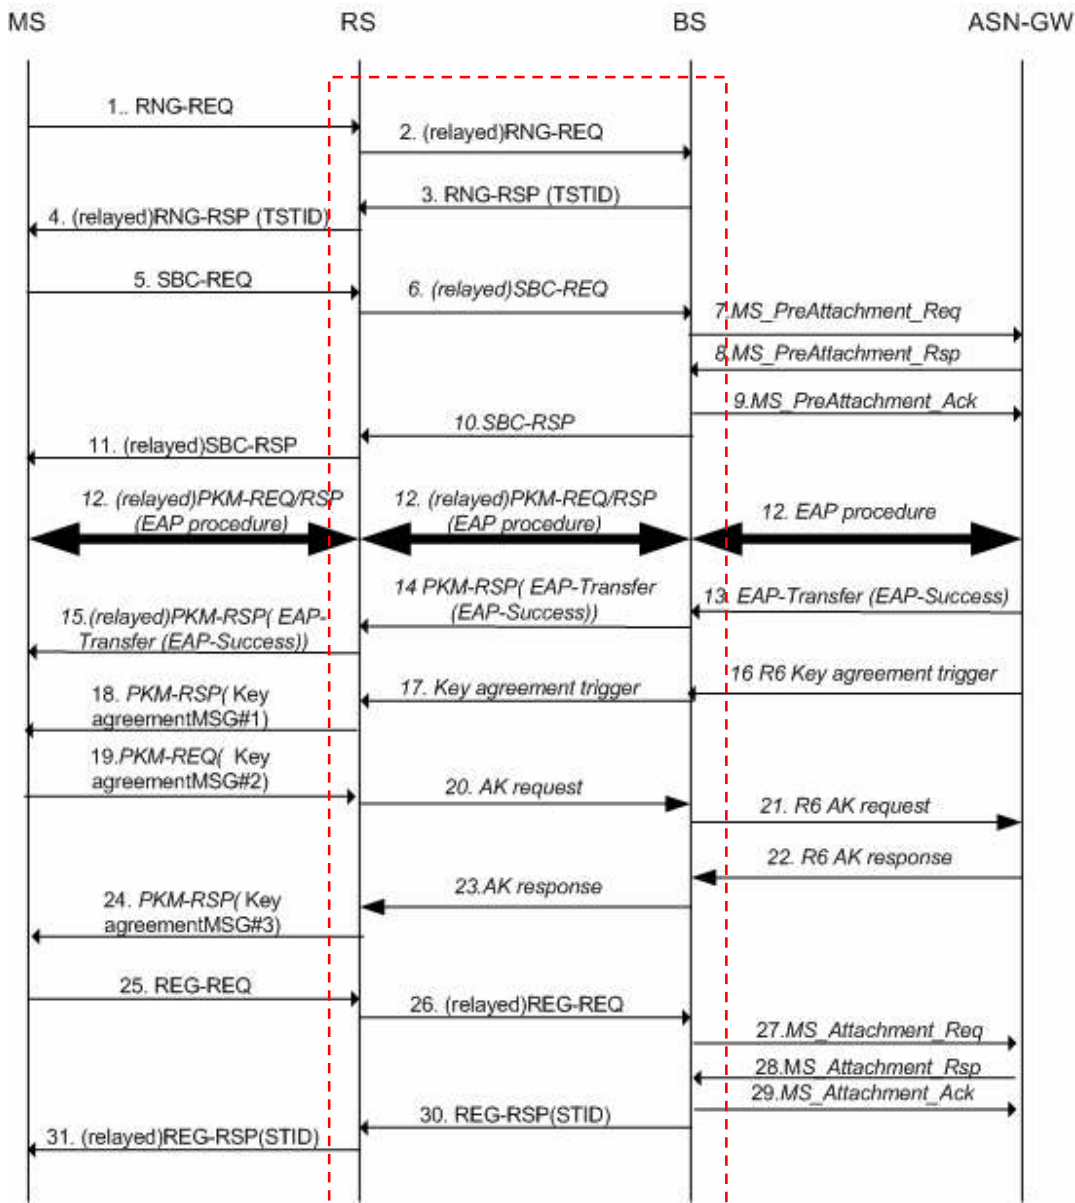 MS RS BS ASN-GW
1.. RNG-REQ
2. (relayed)RNG-REQ
3. RNG-RSP (TSTID)
4. (relayed)RNG-RSP (TSTID)
5. SBC-REQ
6. (relayed)SBC-REQ
7.MS_PreAttachment_Req
8.MS_PreAttachment_Rsp
9.MS_PreAttachment_Ack
10.SBC-RSP
11. (relayed)SBC-RSP
12. (relayed)PKM-REQ/RSP
(EAP procedure)
12. (relayed)PKM-REQ/RSP
(EAP procedure)
12. EAP procedure
13. EAP-Transfer (EAP-Success)
14 PKM-RSP( EAP-Transfer
(EAP-Success))
15.(relayed)PKM-RSP( EAP-
Transfer (EAP-Success))
16 R6 Key agreement trigger
17. Key agreement trigger
18. PKM-RSP( Key
agreementMSG#1)
19.PKM-REQ( Key
agreementMSG#2)
20. AK request
21. R6 AK request
22. R6 AK response
23.AK response
24. PKM-RSP( Key
agreementMSG#3)
25. REG-REQ
26. (relayed)REG-REQ
27.MS_Attachment_Req
28.MS_Attachment_Rsp
29.MS_Attachment_Ack
30. REG-RSP(STID)
31. (relayed)REG-RSP(STID)